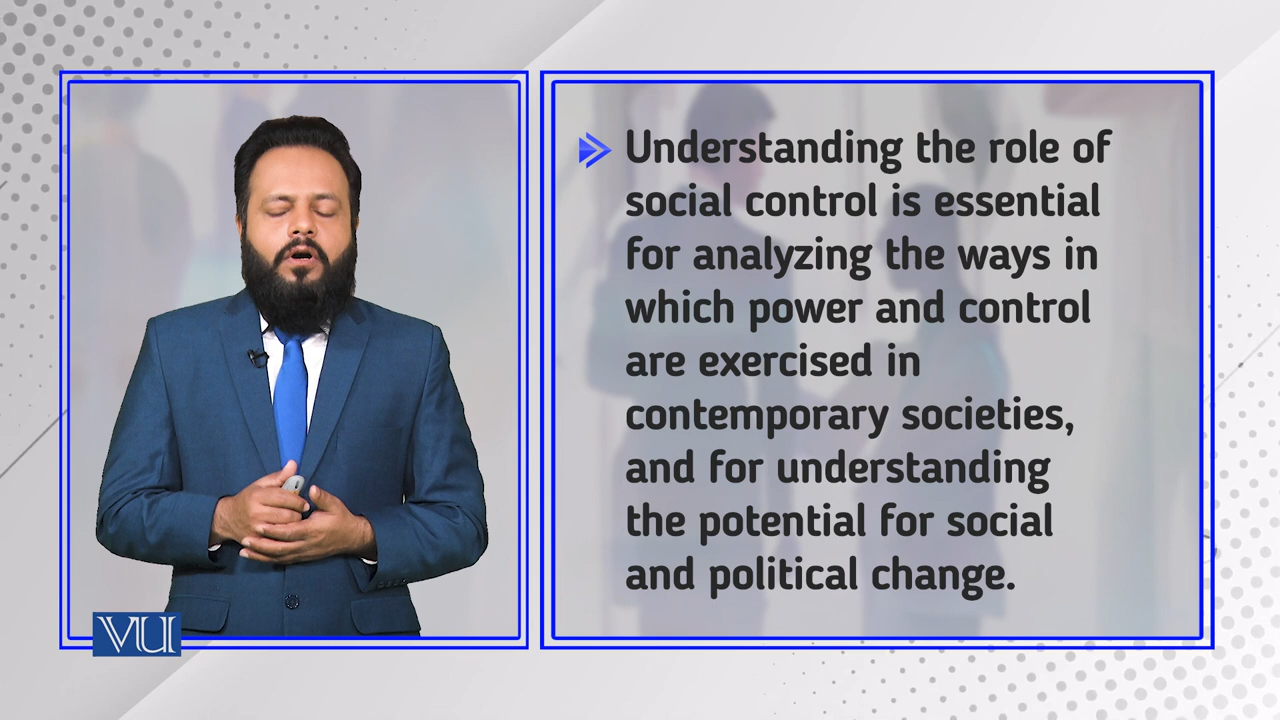 Understanding the role of
social control is essential
for analyzing the ways in
which power and control
are exercised in
contemporary societies,
and for understanding
the potential for social
and political change.
VU